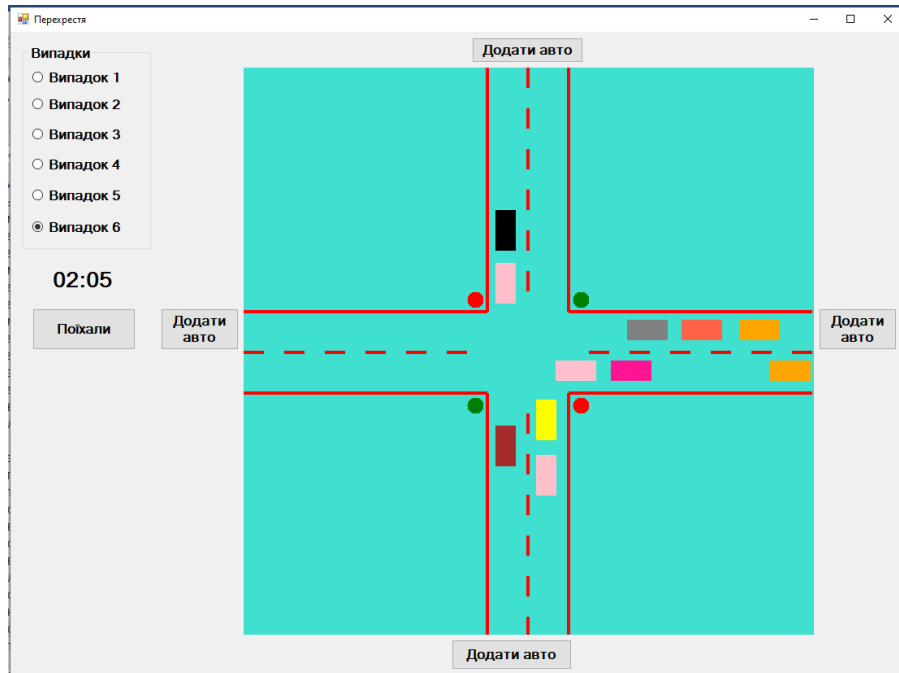 Перехрестя
Додати авто
Випадки
Випадок 1
Випадок 2
Випадок 3
Випадок 4
Випадок 5
Випадок 6
02:05
Поїхали
Додати
авто
Додати
авто
Додати авто